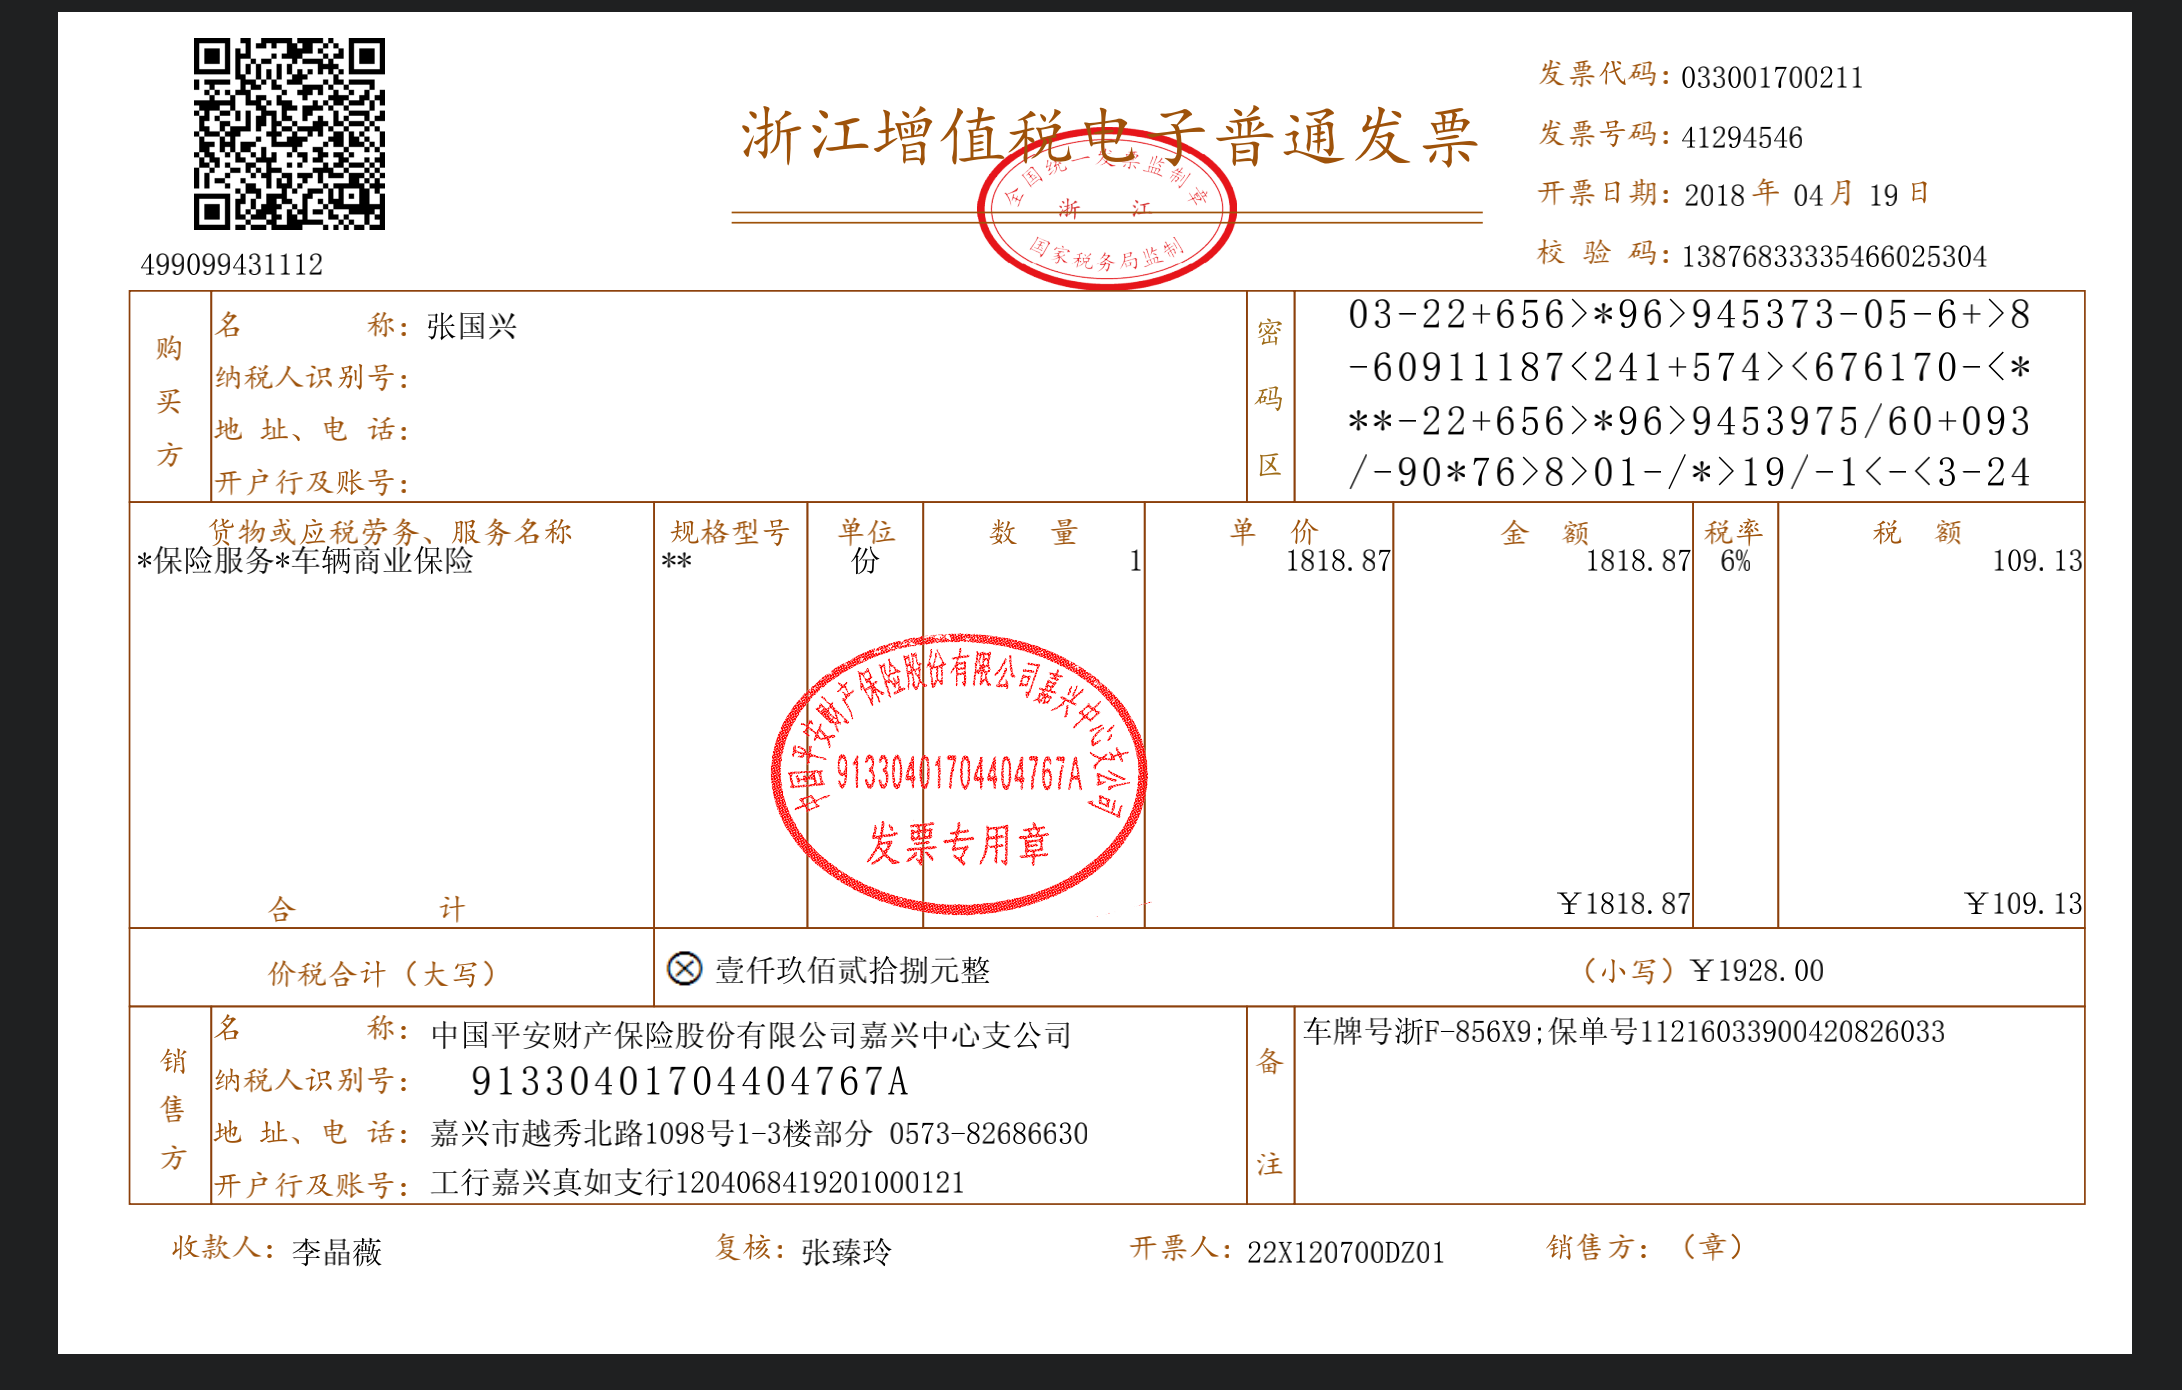 发票代码: 033001700211
浙江增值税电子普通发票
发票号码: 41294546
全国统一发票监制章
浙 江
国家税务局监制
开票日期: 2018 年 04 月 19 日
499099431112
校 验 码: 13876833335466025304
购买方
名 称: 张国兴
纳税人识别号:
地 址、电 话:
开户行及账号:
密码区
03-22+656>*96>945373-05-6+>8
-60911187<241+574><676170-<*
**-22+656>*96>9453975/60+093
/-90*76>8>01-/*>19/-1<-<3-24
货物或应税劳务、服务名称 规格型号 单位 数 量 单 价 金 额 税率 税 额
*保险服务*车辆商业保险 ** 份 1 1818.87 1818.87 6% 109.13
中国平安财产保险股份有限公司嘉兴中心支公司
91330401704404767A
发票专用章
合 计 ￥1818.87 ￥109.13
价税合计（大写） ⊗ 壹仟玖佰贰拾捌元整 （小写）￥1928.00
销售方
名 称: 中国平安财产保险股份有限公司嘉兴中心支公司
纳税人识别号: 91330401704404767A
地 址、电 话: 嘉兴市越秀北路1098号1-3楼部分 0573-82686630
开户行及账号: 工行嘉兴真如支行1204068419201000121
备注
车牌号浙F-856X9;保单号11216033900420826033
收款人: 李晶薇 复核: 张臻玲 开票人: 22X120700DZ01 销售方: （章）